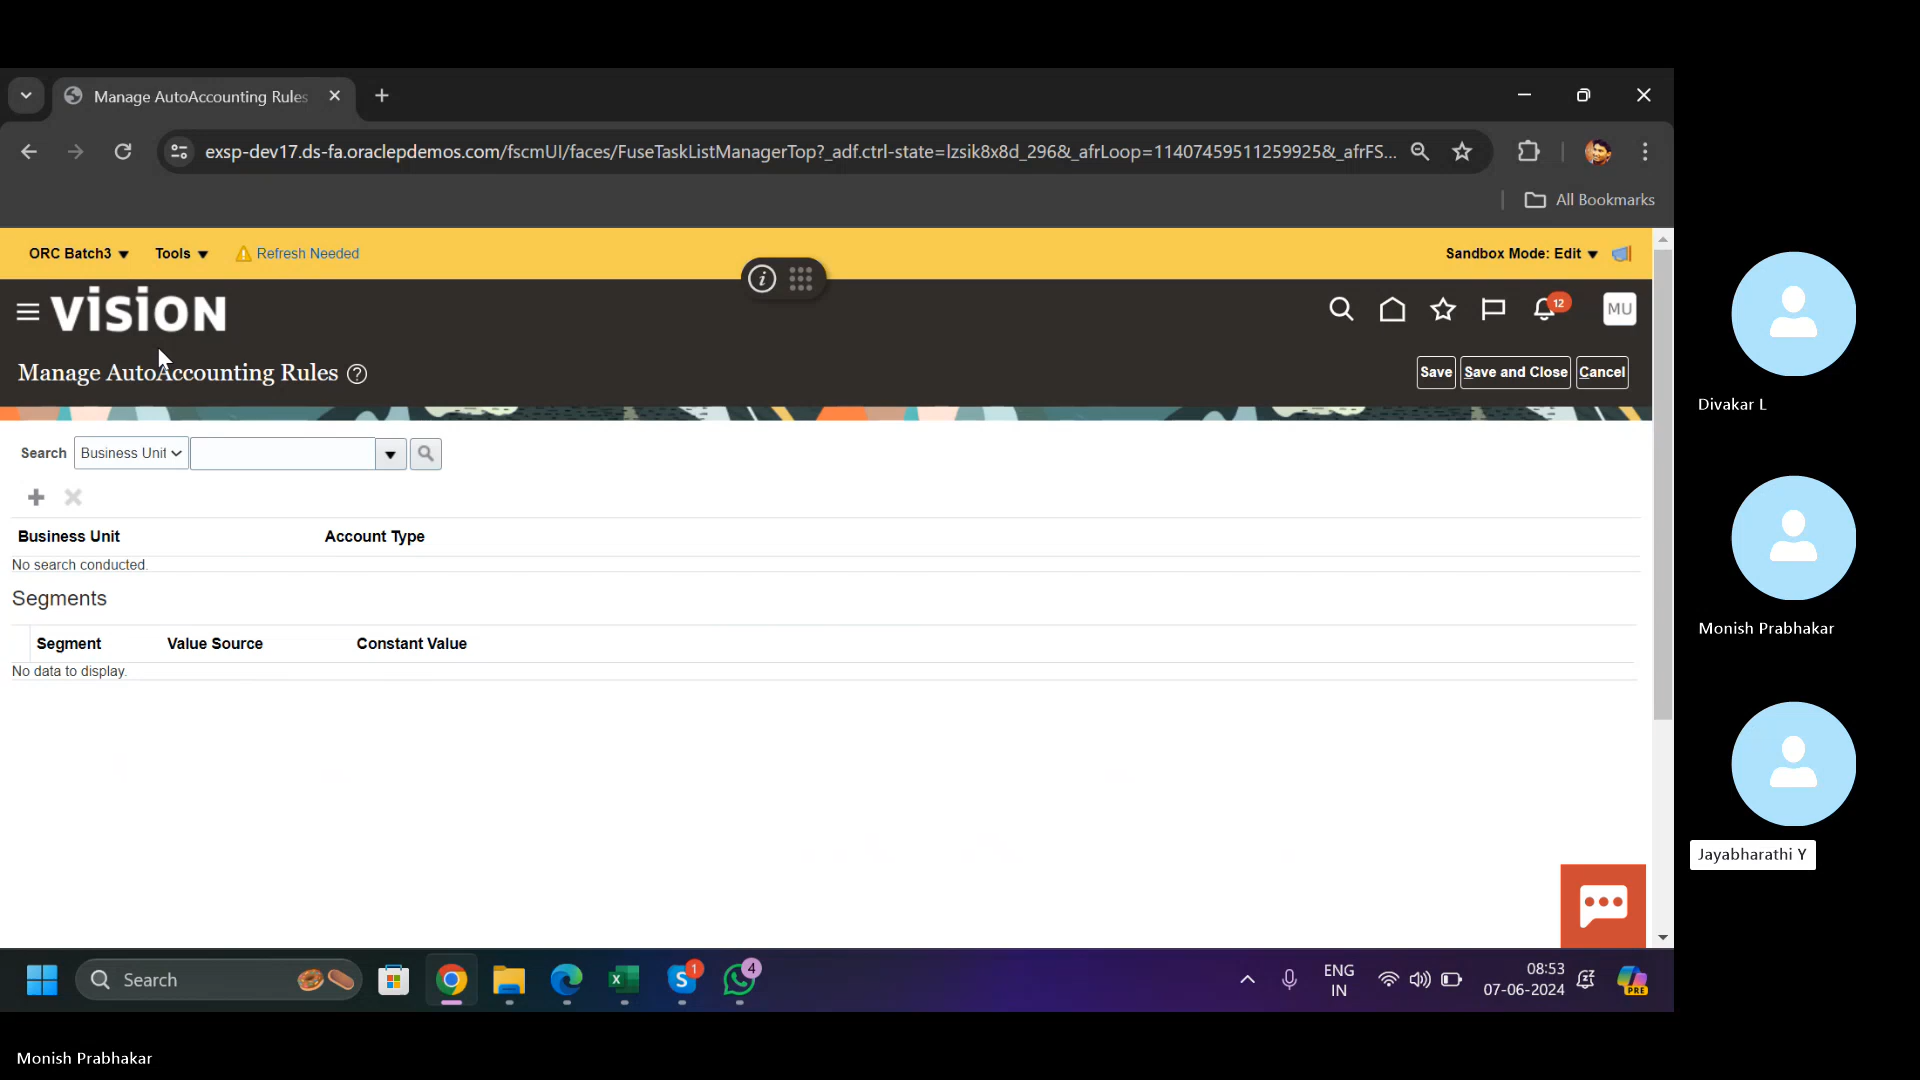 Manage AutoAccounting Rules
exsp-dev17.ds-fa.oraclepdemos.com/fscmUI/faces/FuseTaskListManagerTop?_adf.ctrl-state=lzsik8x8d_296&_afrLoop=11407459511259925&_afrFS...
All Bookmarks
ORC Batch3 Tools Refresh Needed Sandbox Mode: Edit
VISION
12
MU
Manage AutoAccounting Rules ? Save Save and Close Cancel
Search Business Unit
Business Unit Account Type
No search conducted.
Segments
Segment Value Source Constant Value
No data to display.
Divakar L
Monish Prabhakar
Jayabharathi Y
Search
1
4
ENG
IN
08:53
07-06-2024
PRE
Monish Prabhakar